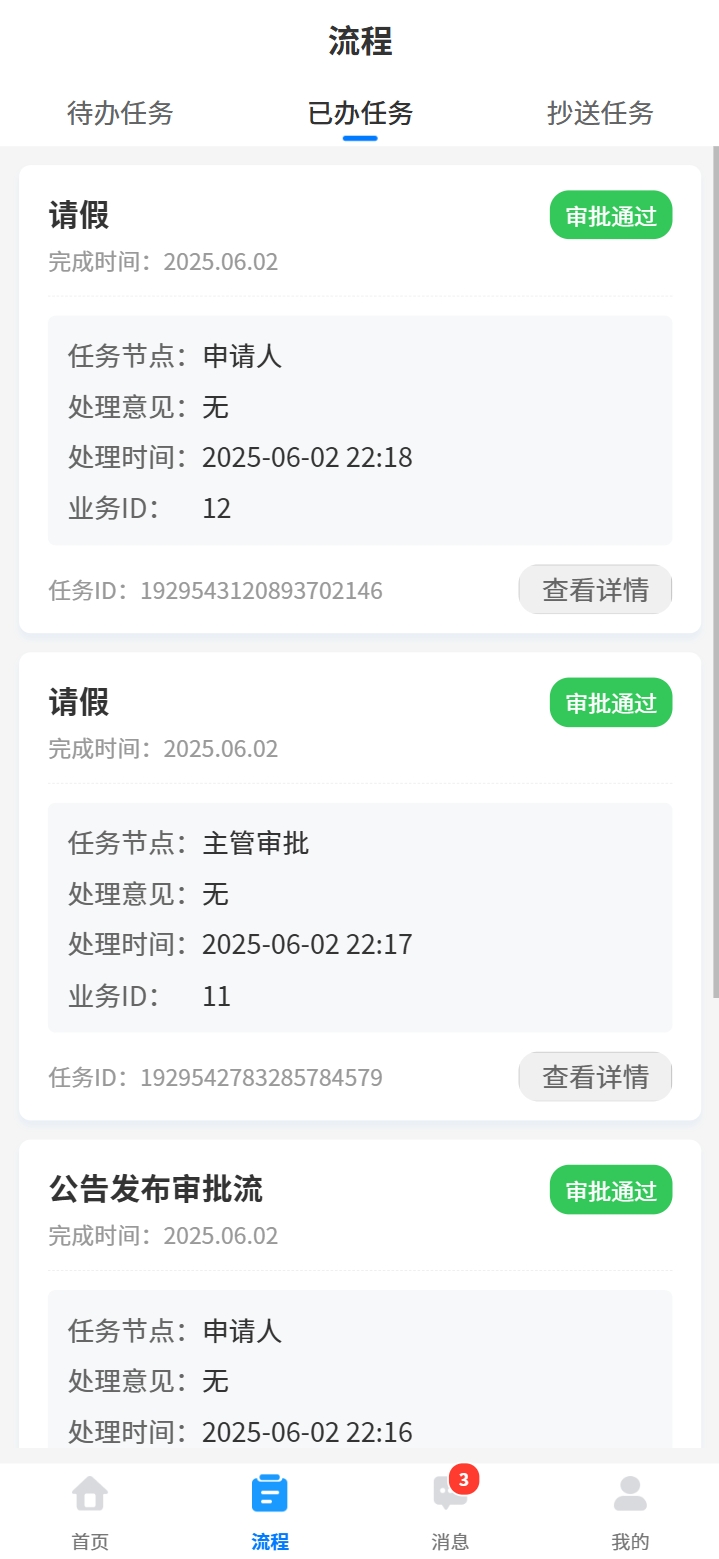 流程
待办任务 已办任务 抄送任务
请假 审批通过
完成时间：2025.06.02
任务节点：申请人
处理意见：无
处理时间：2025-06-02 22:18
业务ID： 12
任务ID：1929543120893702146 查看详情
请假 审批通过
完成时间：2025.06.02
任务节点：主管审批
处理意见：无
处理时间：2025-06-02 22:17
业务ID： 11
任务ID：1929542783285784579 查看详情
公告发布审批流 审批通过
完成时间：2025.06.02
任务节点：申请人
处理意见：无
处理时间：2025-06-02 22:16
3
首页 流程 消息 我的